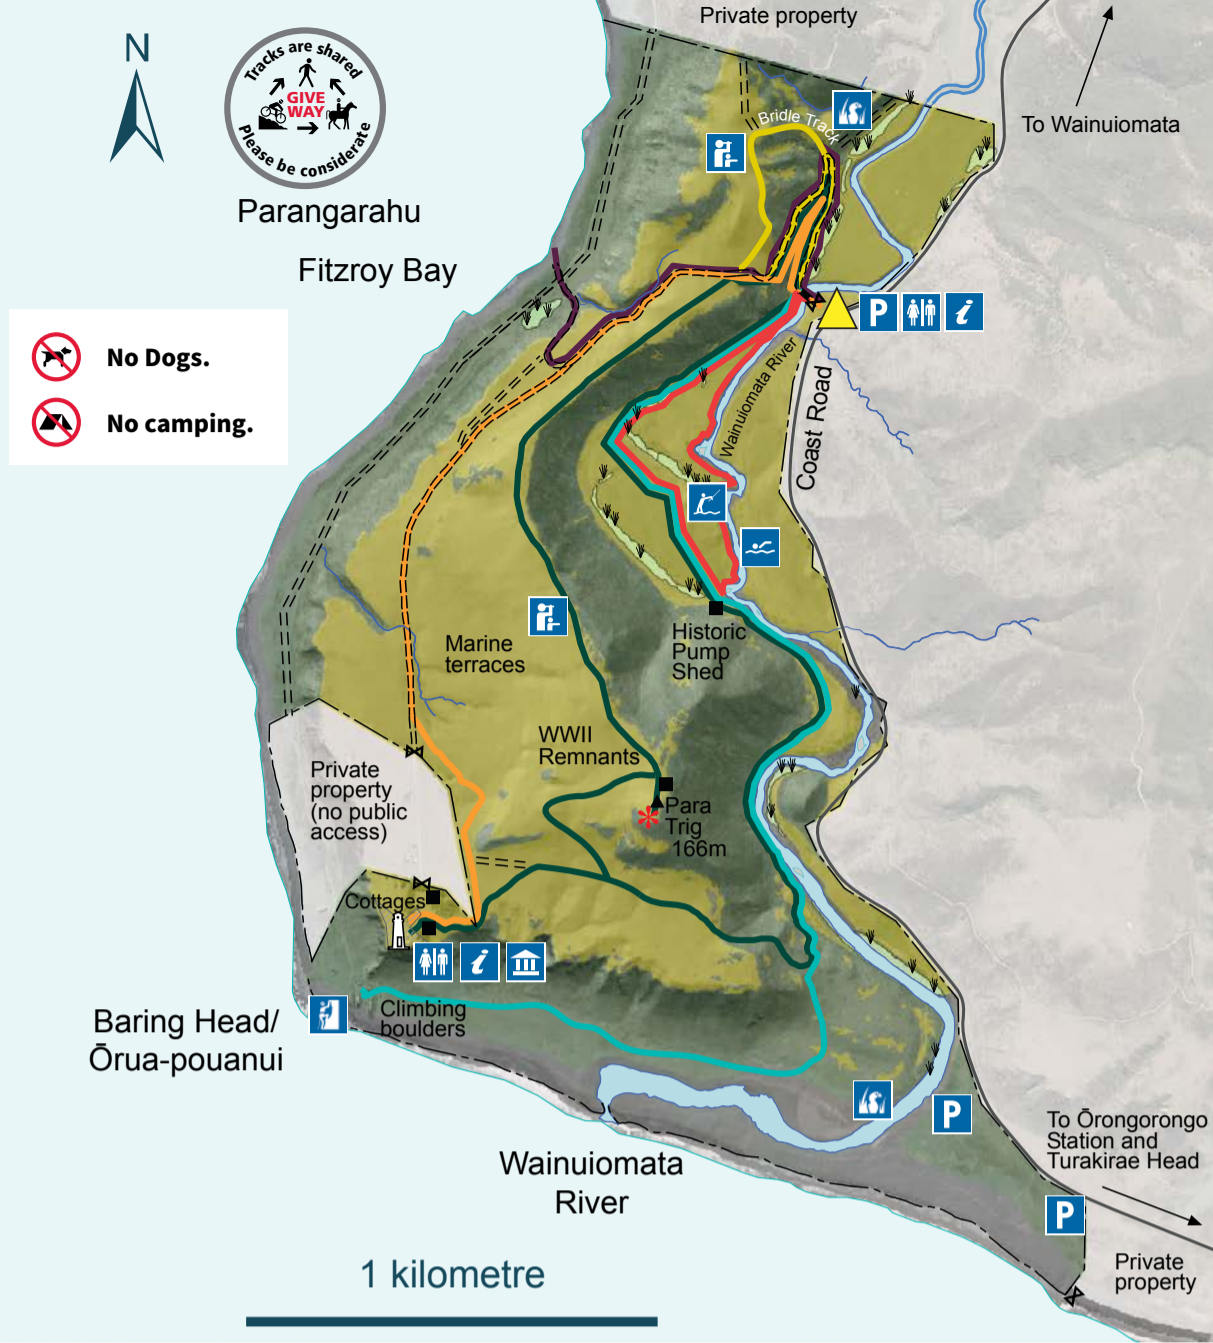 Private property
N
Tracks are shared
GIVE
WAY
Please be considerate
To Wainuiomata
Bridle Track
Parangarahu
Fitzroy Bay
P
i
No Dogs.
No camping.
Wainuiomata River
Coast Road
Historic
Pump
Shed
Marine
terraces
WWII
Remnants
Private
property
(no public
access)
Para
Trig
166m
Cottages
i
Climbing
boulders
Baring Head/
Ōrua-pouanui
P
To Ōrongorongo
Station and
Turakirae Head
Wainuiomata
River
P
Private
property
1 kilometre